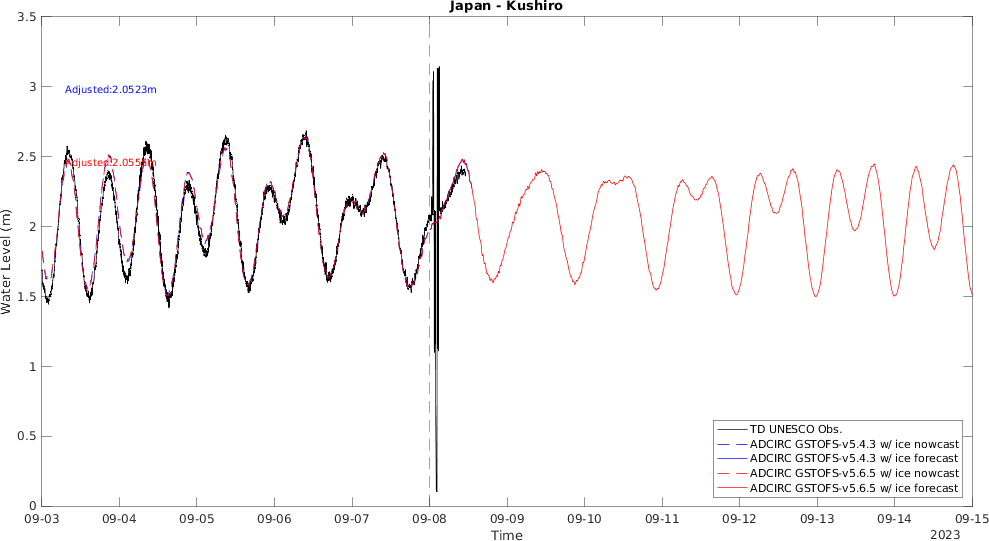 Japan - Kushiro
3.5
3
2.5
2
1.5
1
0.5
0
Water Level (m)
Adjusted:2.0523m
Adjusted:2.0553m
TD UNESCO Obs.
ADCIRC GSTOFS-v5.4.3 w/ ice nowcast
ADCIRC GSTOFS-v5.4.3 w/ ice forecast
ADCIRC GSTOFS-v5.6.5 w/ ice nowcast
ADCIRC GSTOFS-v5.6.5 w/ ice forecast
09-03 09-04 09-05 09-06 09-07 09-08 09-09 09-10 09-11 09-12 09-13 09-14 09-15
Time
2023